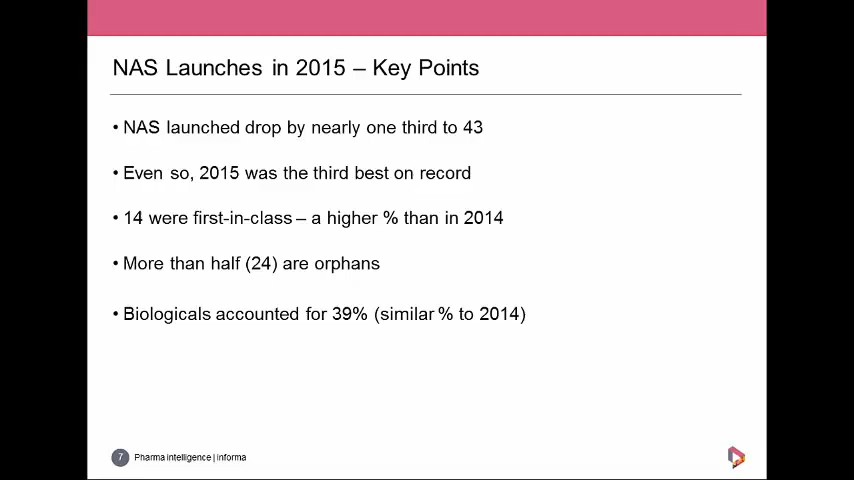 NAS Launches in 2015 – Key Points
• NAS launched drop by nearly one third to 43
• Even so, 2015 was the third best on record
• 14 were first-in-class – a higher % than in 2014
• More than half (24) are orphans
• Biologicals accounted for 39% (similar % to 2014)
7 Pharma intelligence | informa